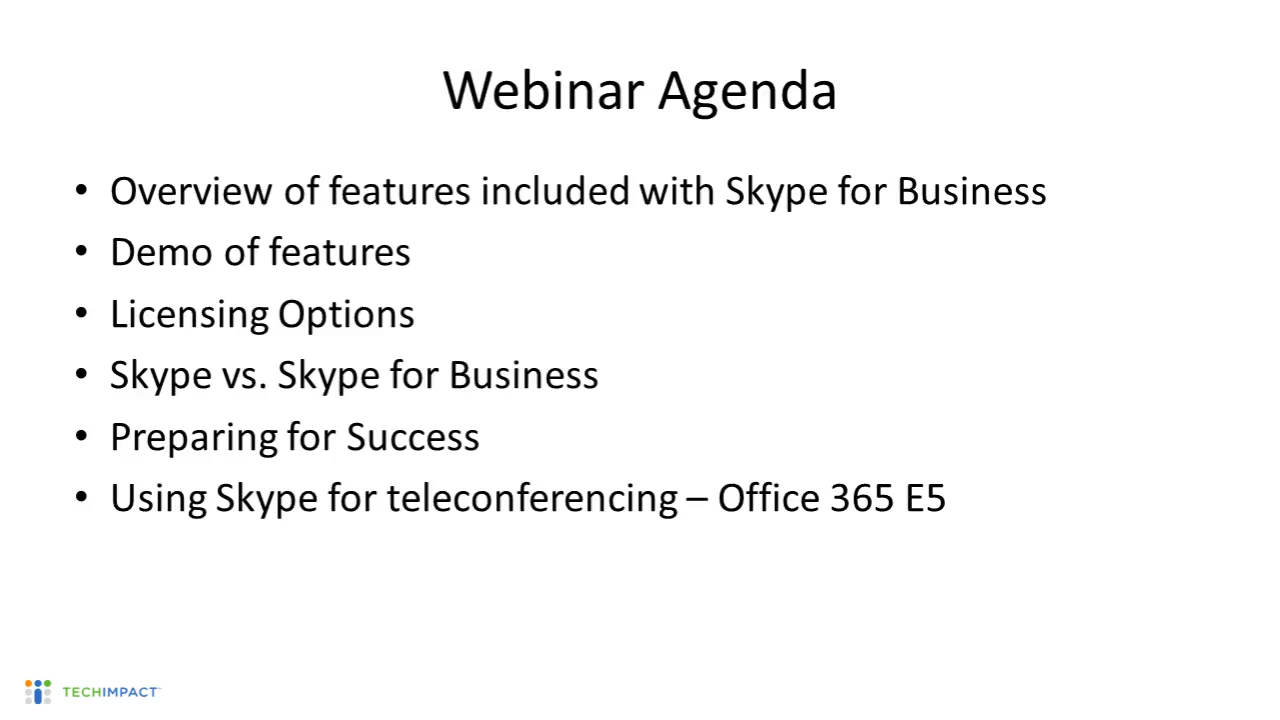 Webinar Agenda
• Overview of features included with Skype for Business
• Demo of features
• Licensing Options
• Skype vs. Skype for Business
• Preparing for Success
• Using Skype for teleconferencing – Office 365 E5
TECHIMPACT